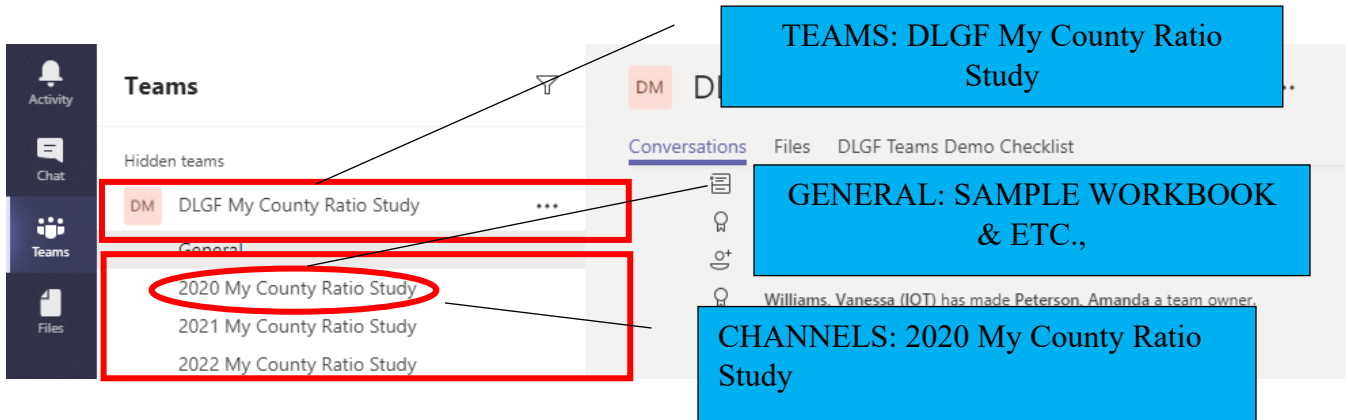 TEAMS: DLGF My County Ratio
Study
Activity
Teams
DM
Hidden teams
Conversations Files DLGF Teams Demo Checklist
Chat
DM DLGF My County Ratio Study
GENERAL: SAMPLE WORKBOOK
& ETC.,
Teams
General
2020 My County Ratio Study
Williams, Vanessa (IOT) has made Peterson, Amanda a team owner.
Files
2021 My County Ratio Study
2022 My County Ratio Study
CHANNELS: 2020 My County Ratio
Study